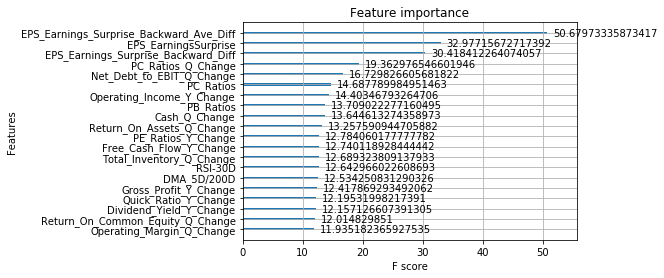 Feature importance
EPS_Earnings_Surprise_Backward_Ave_Diff 50.67973335873417
EPS_EarningsSurprise 32.97715672717392
EPS_Earnings_Surprise_Backward_Diff 30.418412264074057
PC_Ratios_Q_Change 19.362976546601946
Net_Debt_to_EBIT_Q_Change 16.729826605681822
PC_Ratios 14.687789984951463
Operating_Income_Y_Change 14.40346793264706
PB_Ratios 13.709022277160495
Cash_Q_Change 13.644613274358973
Return_On_Assets_Q_Change 13.257590944705882
PE_Ratios_Y_Change 12.784060177777782
Free_Cash_Flow_Y_Change 12.740118928444442
Total_Inventory_Q_Change 12.689323809137933
RSI-30D 12.642966022608693
DMA_5D/200D 12.534250831290326
Gross_Profit_Y_Change 12.417869293492062
Quick_Ratio_Y_Change 12.19531998217391
Dividend_Yield_Y_Change 12.157126607391305
Return_On_Common_Equity_Q_Change 12.014829851
Operating_Margin_Q_Change 11.935182365927535
Features
0 10 20 30 40 50
F score